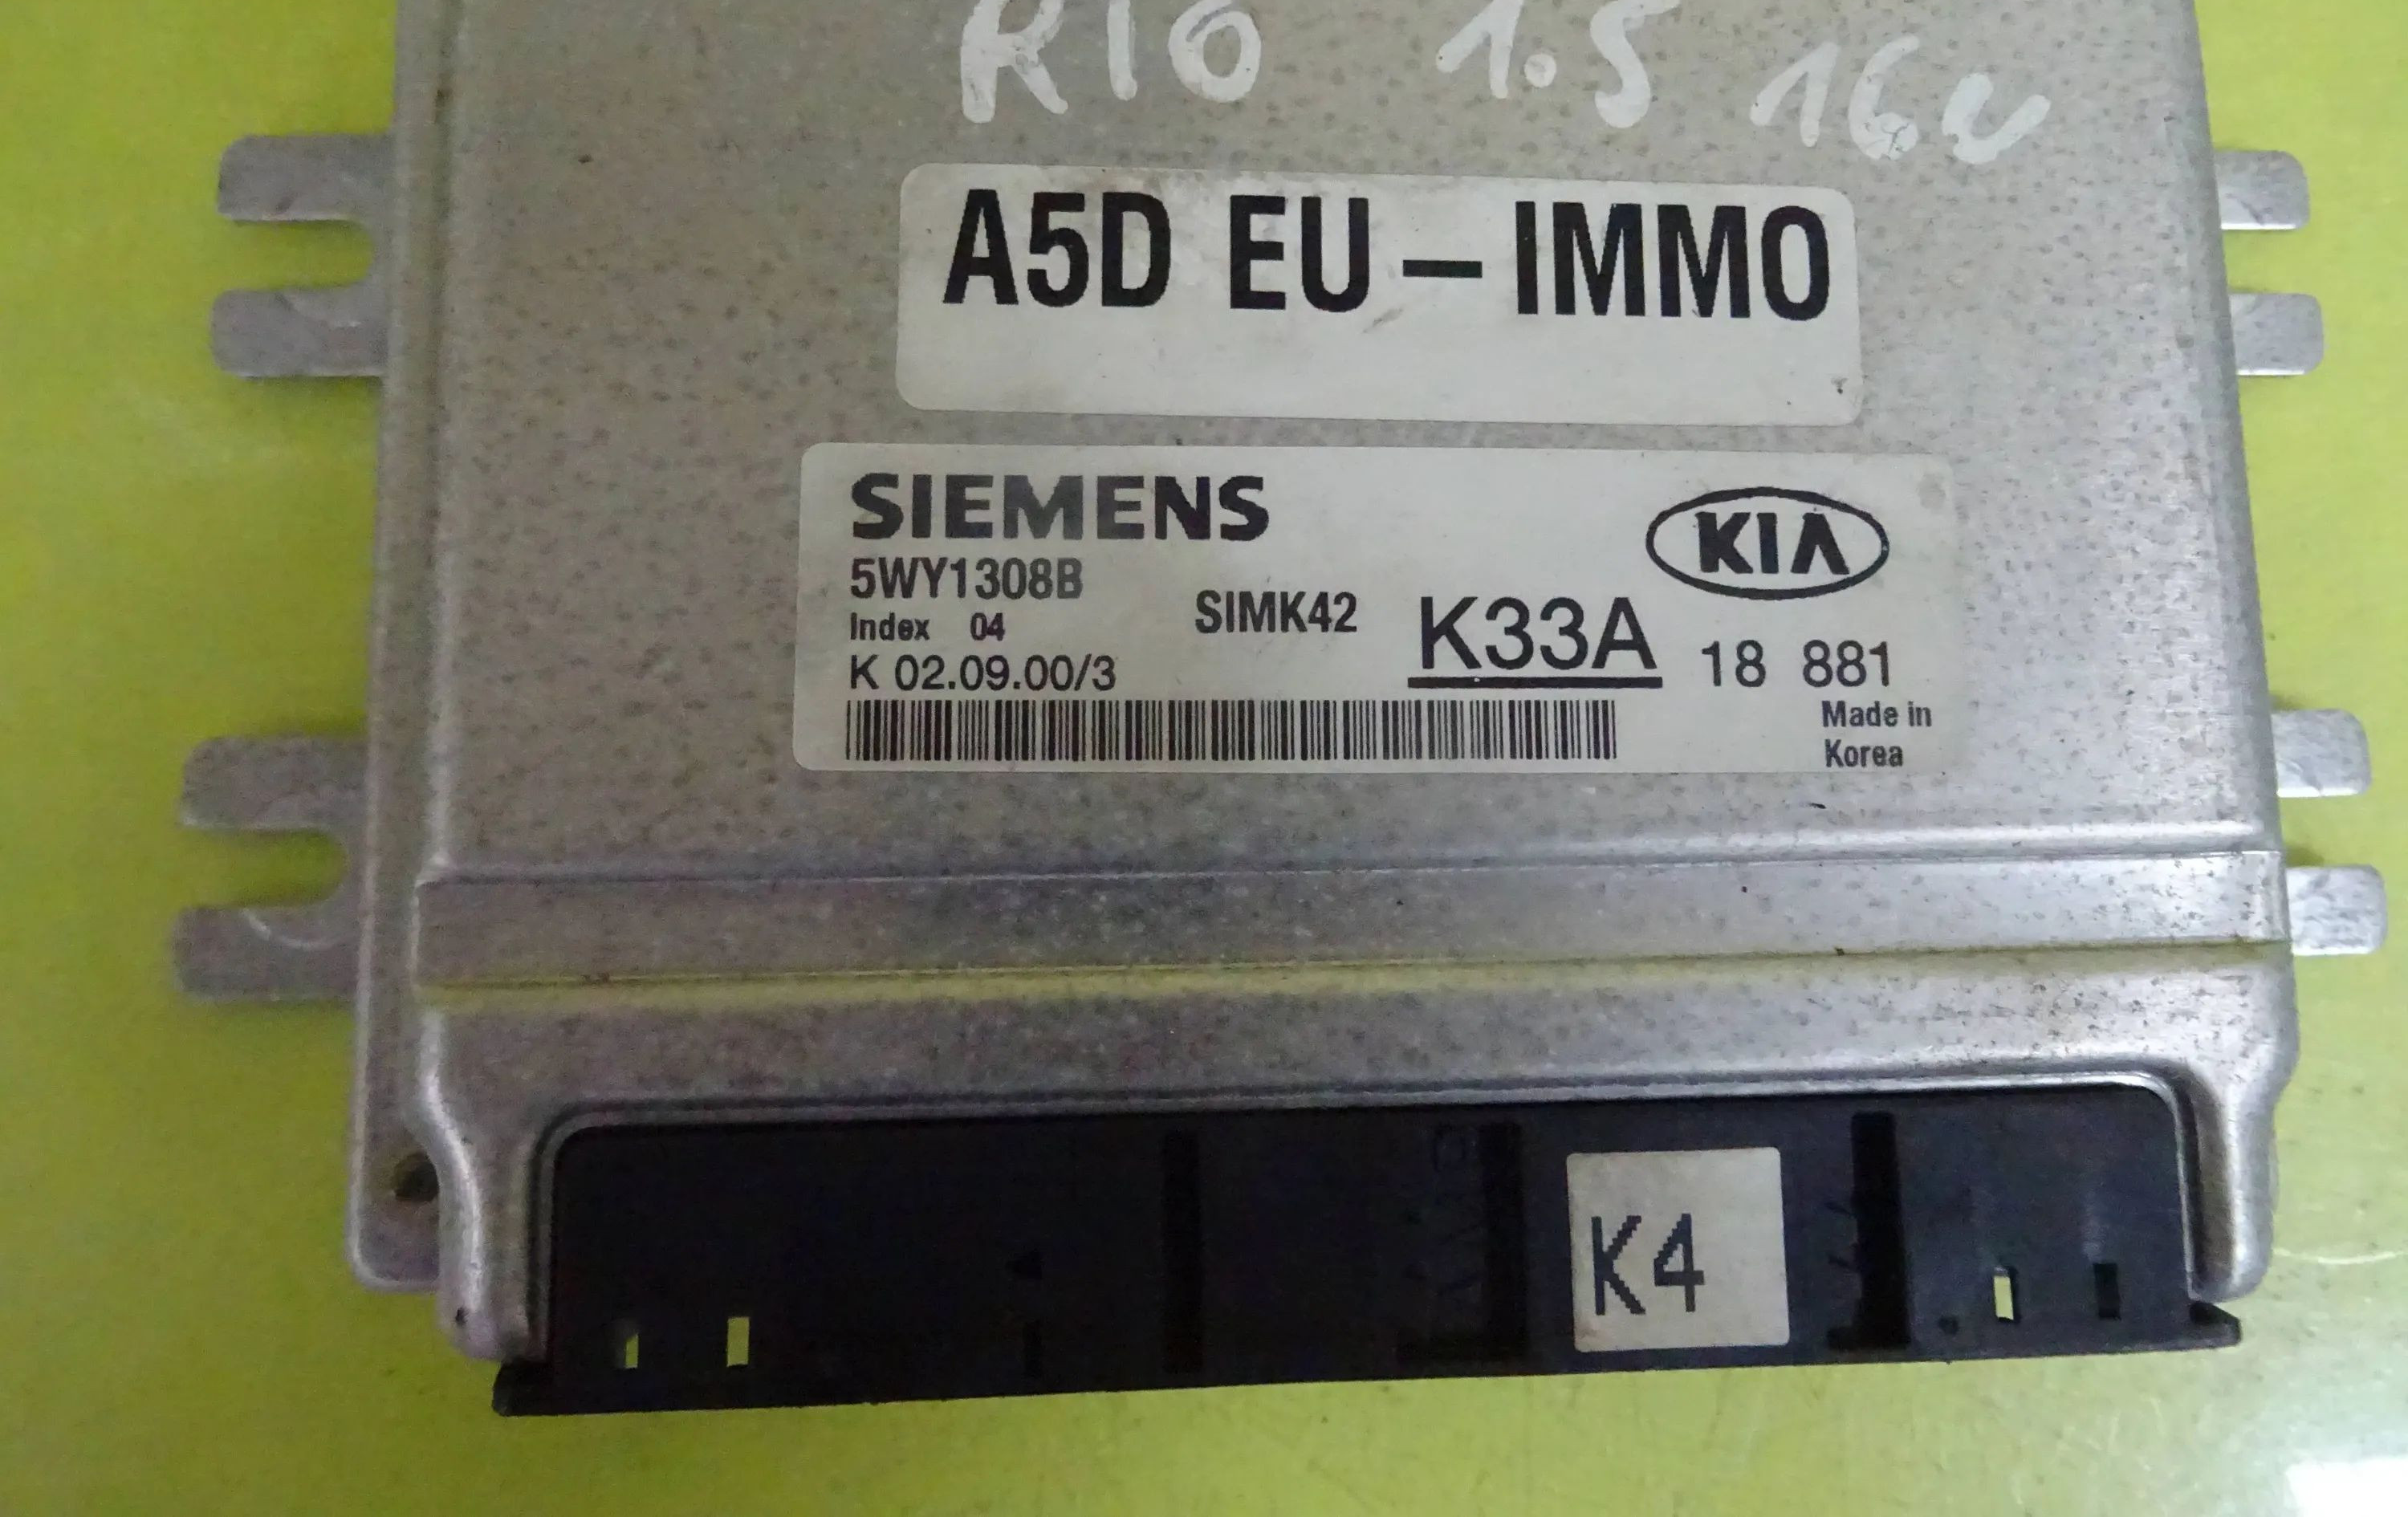 RIO 1.5 16v
A5D EU – IMMO
SIEMENS
KIA
5WY1308B
Index 04
SIMK42
K33A 18 881
K 02.09.00/3
Made in
Korea
K4